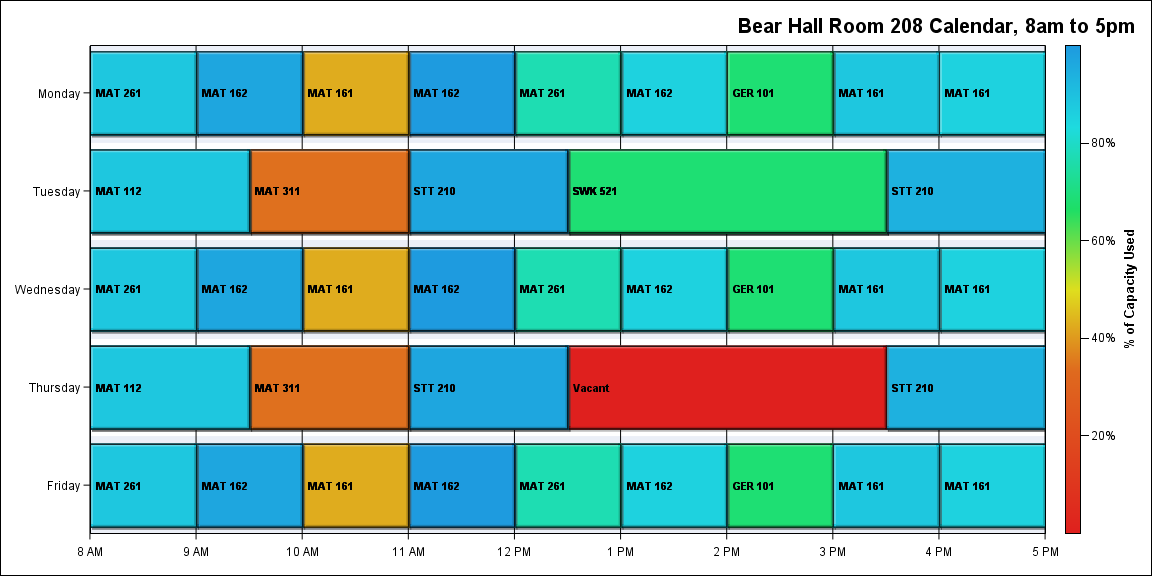 Bear Hall Room 208 Calendar, 8am to 5pm
Monday
MAT 261 MAT 162 MAT 161 MAT 162 MAT 261 MAT 162 GER 101 MAT 161 MAT 161
Tuesday
MAT 112 MAT 311 STT 210 SWK 521 STT 210
Wednesday
MAT 261 MAT 162 MAT 161 MAT 162 MAT 261 MAT 162 GER 101 MAT 161 MAT 161
Thursday
MAT 112 MAT 311 STT 210 Vacant STT 210
Friday
MAT 261 MAT 162 MAT 161 MAT 162 MAT 261 MAT 162 GER 101 MAT 161 MAT 161
8 AM 9 AM 10 AM 11 AM 12 PM 1 PM 2 PM 3 PM 4 PM 5 PM
80%
60%
40%
20%
% of Capacity Used